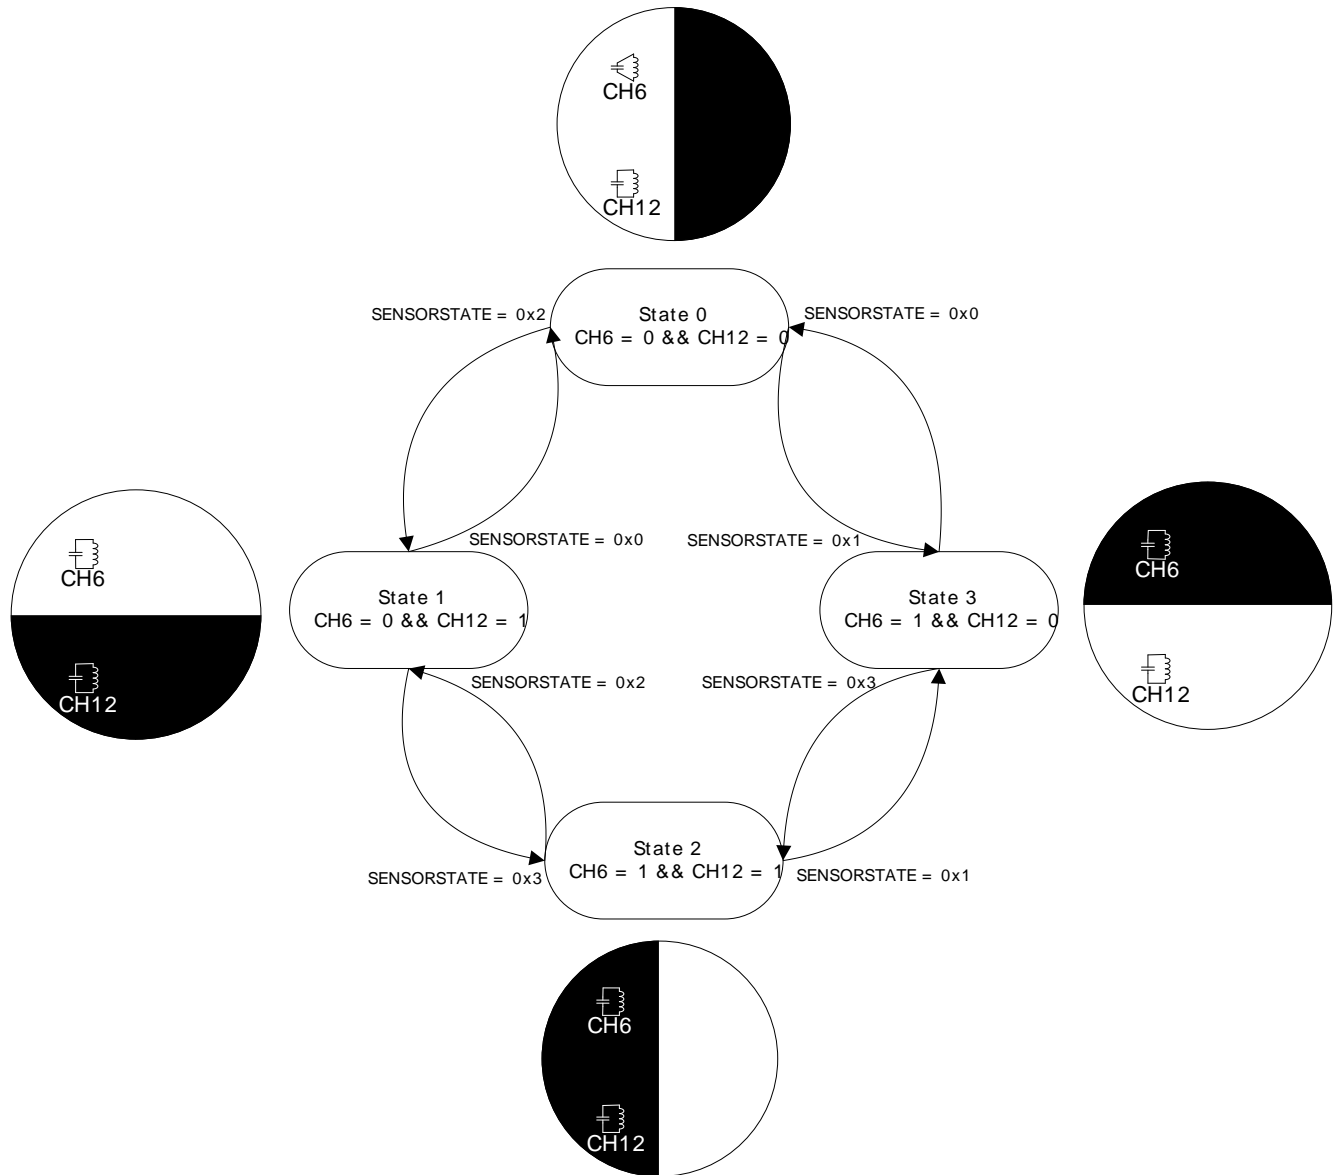 CH6
CH12
SENSORSTATE = 0x2
State 0
CH6 = 0 && CH12 = 0
SENSORSTATE = 0x0
SENSORSTATE = 0x0
SENSORSTATE = 0x1
CH6
CH12
State 1
CH6 = 0 && CH12 = 1
State 3
CH6 = 1 && CH12 = 0
CH6
CH12
SENSORSTATE = 0x2
SENSORSTATE = 0x3
State 2
CH6 = 1 && CH12 = 1
SENSORSTATE = 0x3
SENSORSTATE = 0x1
CH6
CH12